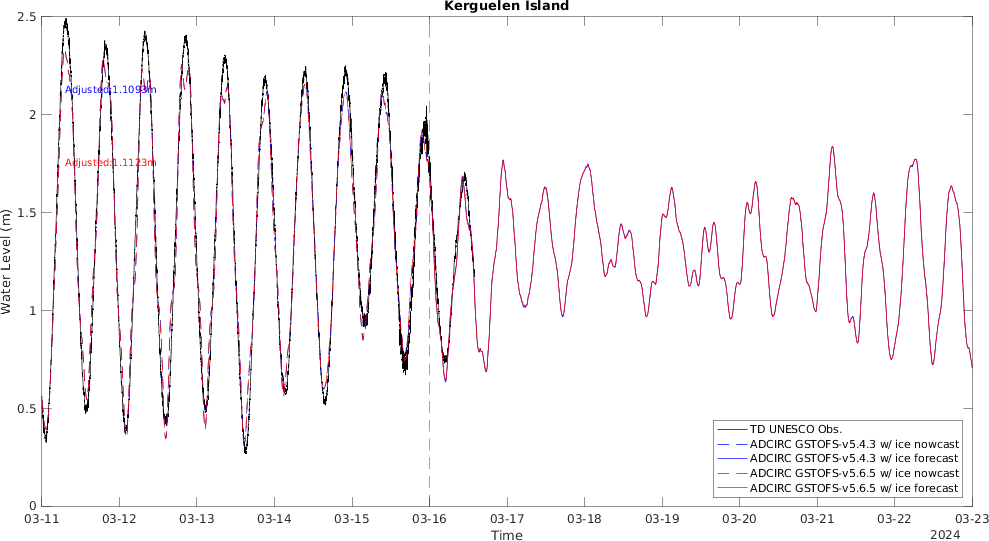 Kerguelen Island
2.5
2
1.5
1
0.5
0
Water Level (m)
Adjusted:1.1093m
Adjusted:1.1123m
TD UNESCO Obs.
ADCIRC GSTOFS-v5.4.3 w/ ice nowcast
ADCIRC GSTOFS-v5.4.3 w/ ice forecast
ADCIRC GSTOFS-v5.6.5 w/ ice nowcast
ADCIRC GSTOFS-v5.6.5 w/ ice forecast
03-11 03-12 03-13 03-14 03-15 03-16 03-17 03-18 03-19 03-20 03-21 03-22 03-23
Time
2024